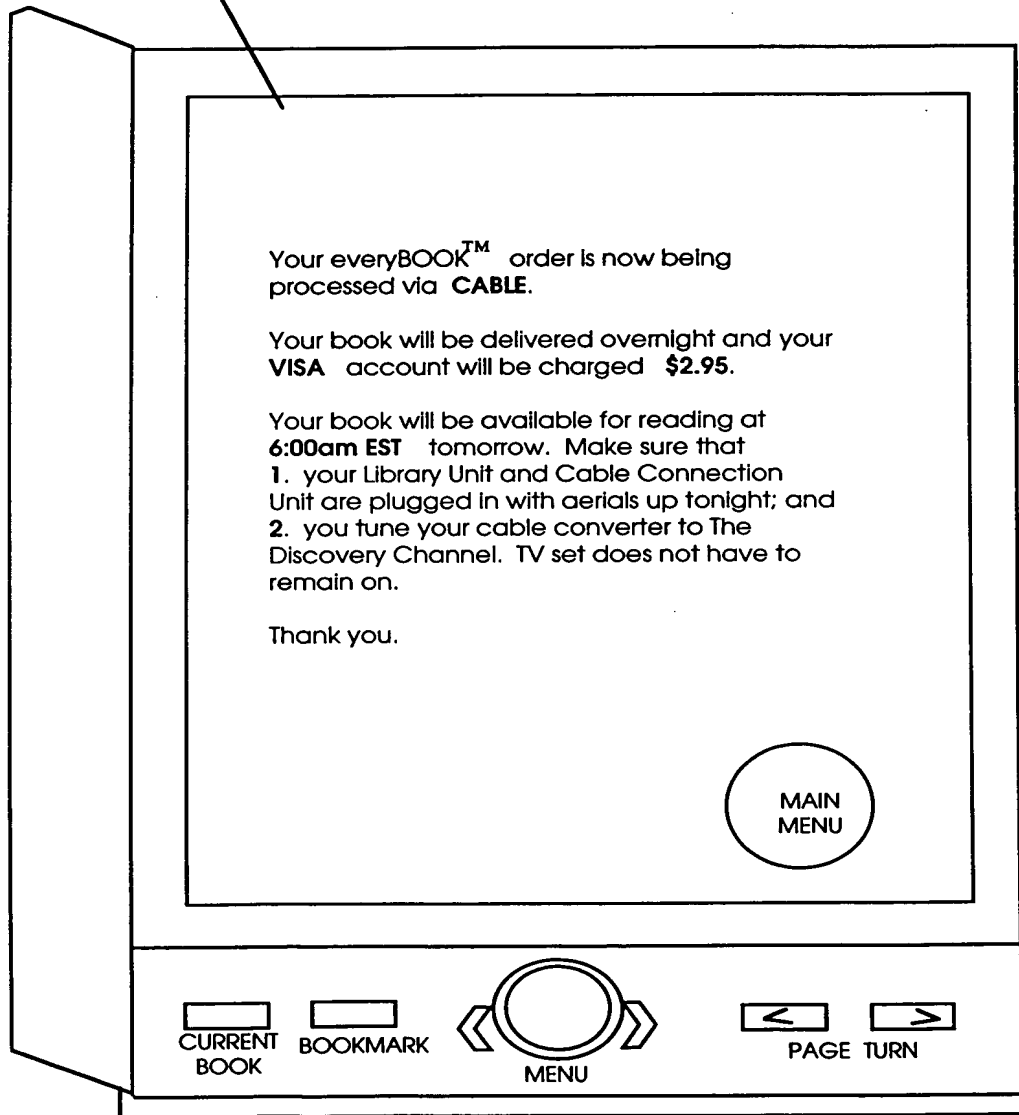 Your everyBOOK™ order is now being
processed via CABLE.
Your book will be delivered overnight and your
VISA account will be charged $2.95.
Your book will be available for reading at
6:00am EST tomorrow. Make sure that
1. your Library Unit and Cable Connection
Unit are plugged in with aerials up tonight; and
2. you tune your cable converter to The
Discovery Channel. TV set does not have to
remain on.
Thank you.
MAIN
MENU
CURRENT
BOOK
BOOKMARK
MENU
< >
PAGE TURN